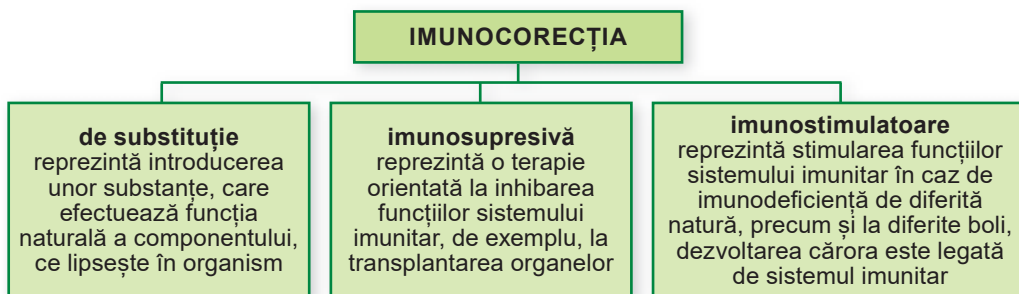 IMUNOCORECȚIA
de substituție
reprezintă introducerea
unor substanțe, care
efectuează funcția
naturală a componentului,
ce lipsește în organism
imunosupresivă
reprezintă o terapie
orientată la inhibarea
funcțiilor sistemului
imunitar, de exemplu, la
transplantarea organelor
imunostimulatoare
reprezintă stimularea funcțiilor
sistemului imunitar în caz de
imunodeficiență de diferită
natură, precum și la diferite boli,
dezvoltarea cărora este legată
de sistemul imunitar